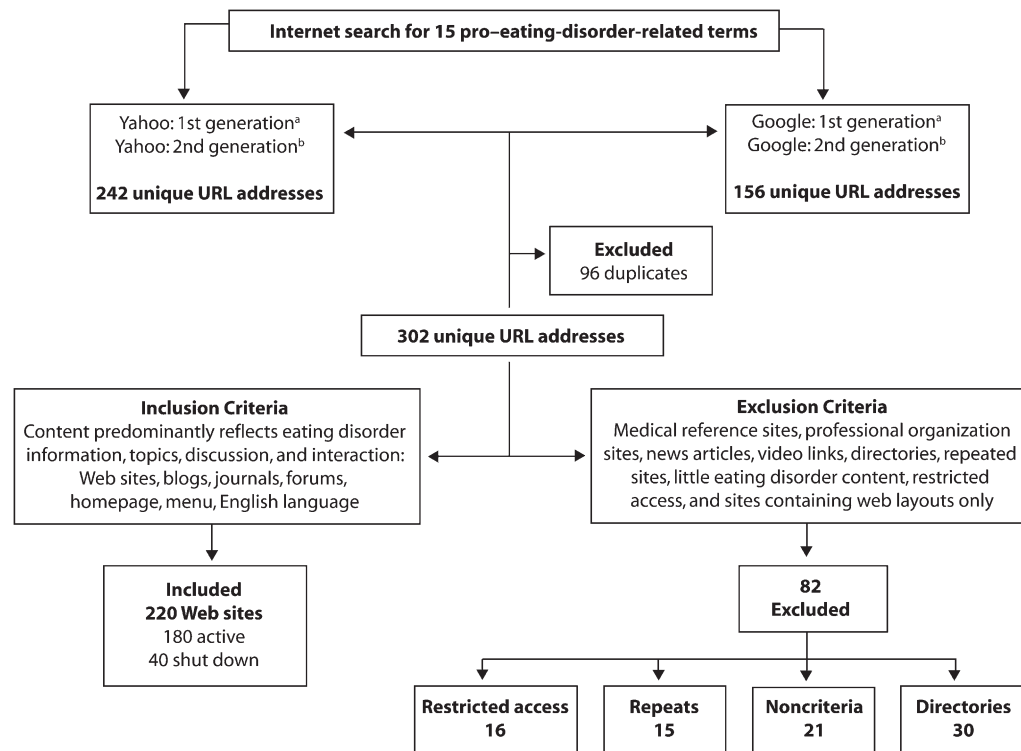 Internet search for 15 pro–eating-disorder-related terms
Yahoo: 1st generationᵃ
Yahoo: 2nd generationᵇ
242 unique URL addresses
Google: 1st generationᵃ
Google: 2nd generationᵇ
156 unique URL addresses
Excluded
96 duplicates
302 unique URL addresses
Inclusion Criteria
Content predominantly reflects eating disorder
information, topics, discussion, and interaction:
Web sites, blogs, journals, forums,
homepage, menu, English language
Exclusion Criteria
Medical reference sites, professional organization
sites, news articles, video links, directories, repeated
sites, little eating disorder content, restricted
access, and sites containing web layouts only
Included
220 Web sites
180 active
40 shut down
82
Excluded
Restricted access
16
Repeats
15
Noncriteria
21
Directories
30